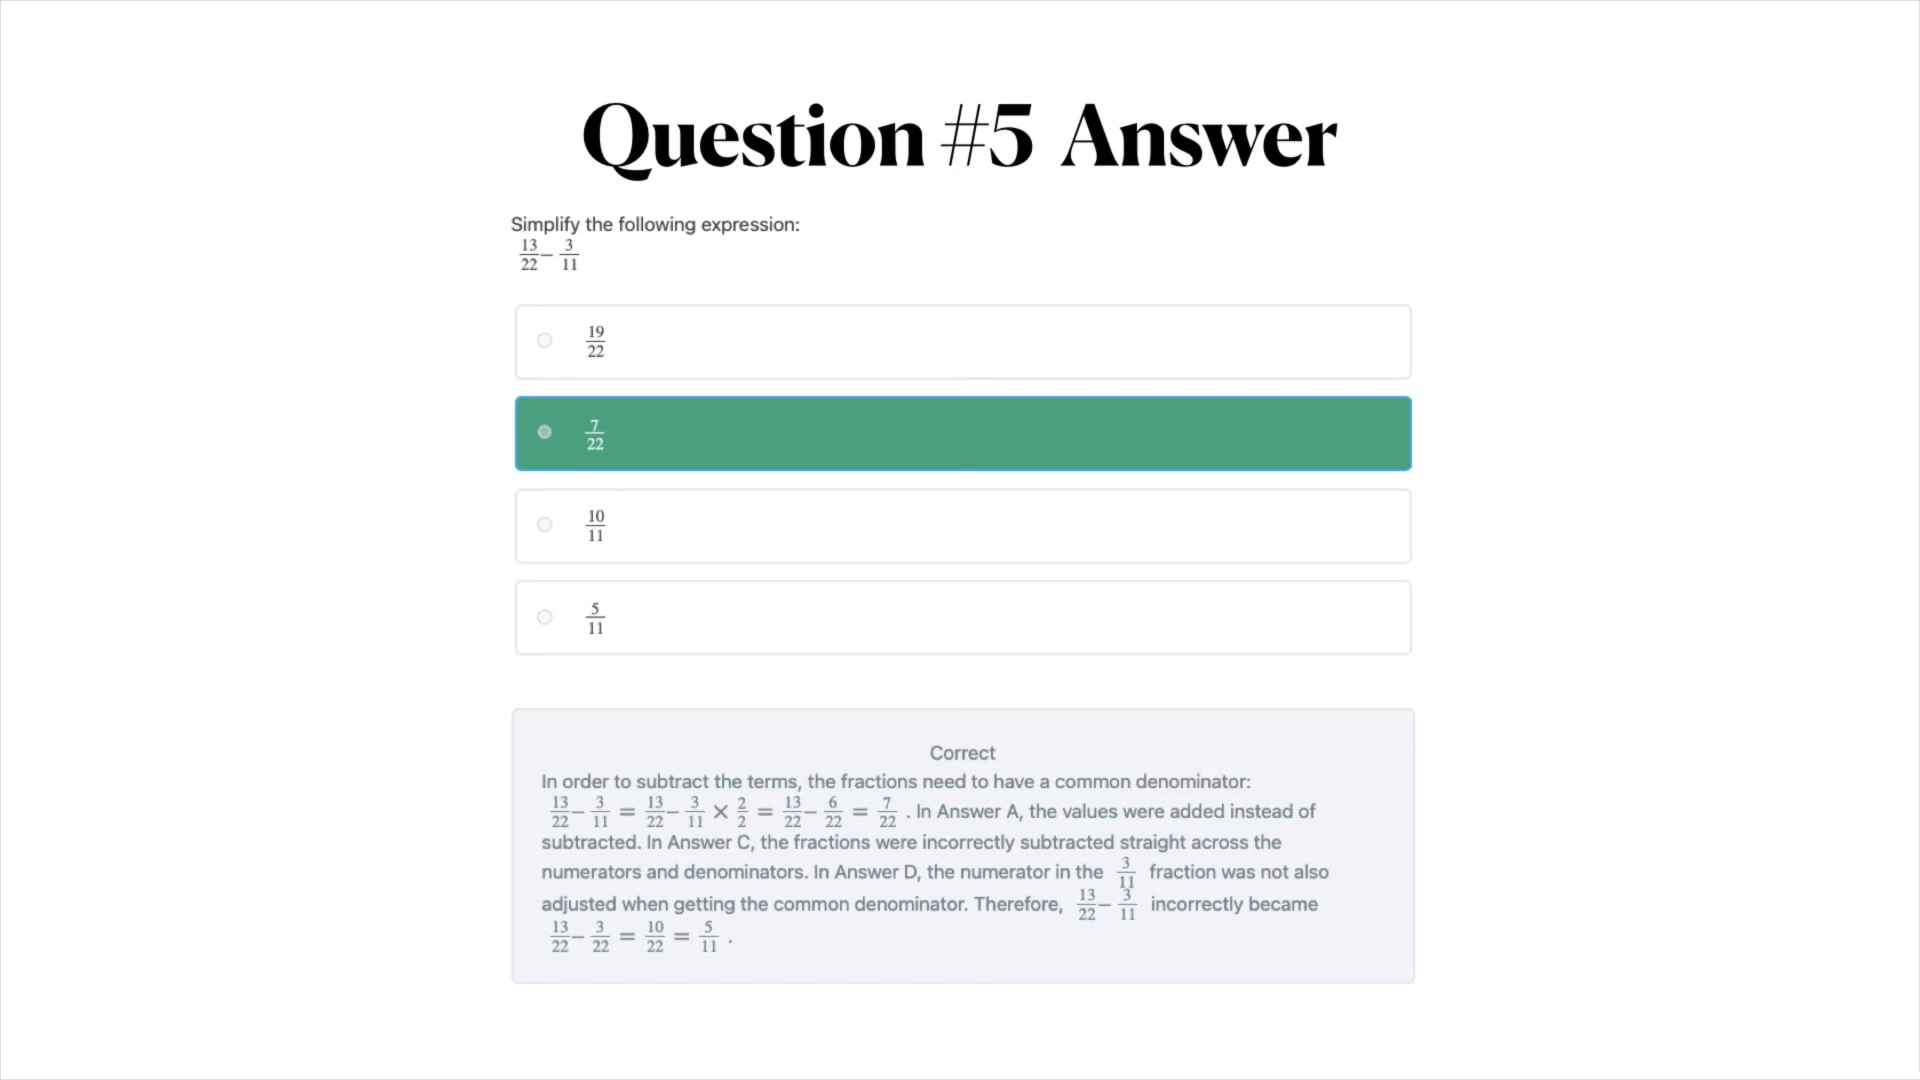 Question #5 Answer
Simplify the following expression:
13/22 − 3/11
19/22
7/22
10/11
5/11
Correct
In order to subtract the terms, the fractions need to have a common denominator:
13/22 − 3/11 = 13/22 − 3/11 × 2/2 = 13/22 − 6/22 = 7/22 . In Answer A, the values were added instead of
subtracted. In Answer C, the fractions were incorrectly subtracted straight across the
numerators and denominators. In Answer D, the numerator in the 3/11 fraction was not also
adjusted when getting the common denominator. Therefore, 13/22 − 3/11 incorrectly became
13/22 − 3/22 = 10/22 = 5/11 .